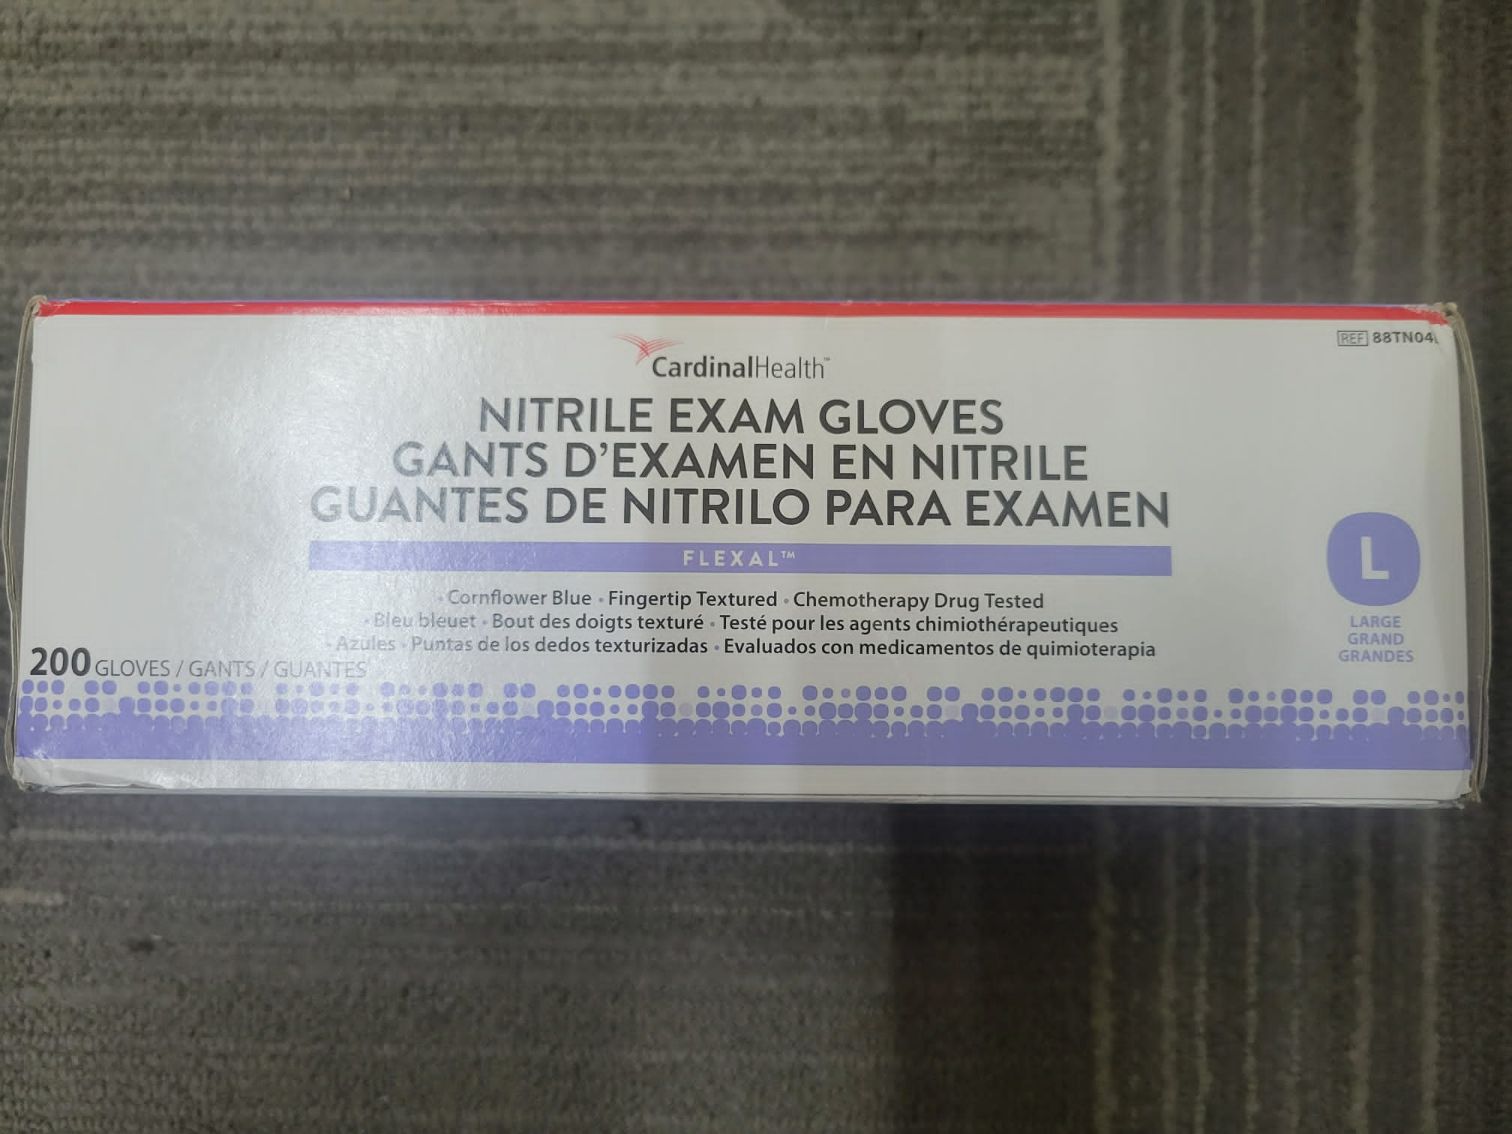 CardinalHealth™
REF 88TN04L
NITRILE EXAM GLOVES
GANTS D'EXAMEN EN NITRILE
GUANTES DE NITRILO PARA EXAMEN
FLEXAL™
• Cornflower Blue • Fingertip Textured • Chemotherapy Drug Tested
• Bleu bleuet • Bout des doigts texturé • Testé pour les agents chimiothérapeutiques
• Azules • Puntas de los dedos texturizadas • Evaluados con medicamentos de quimioterapia
200 GLOVES / GANTS / GUANTES
L
LARGE
GRAND
GRANDES